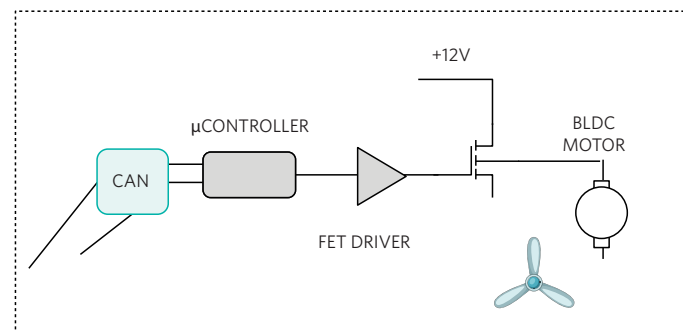 +12V
µCONTROLLER
BLDC
MOTOR
CAN
FET DRIVER